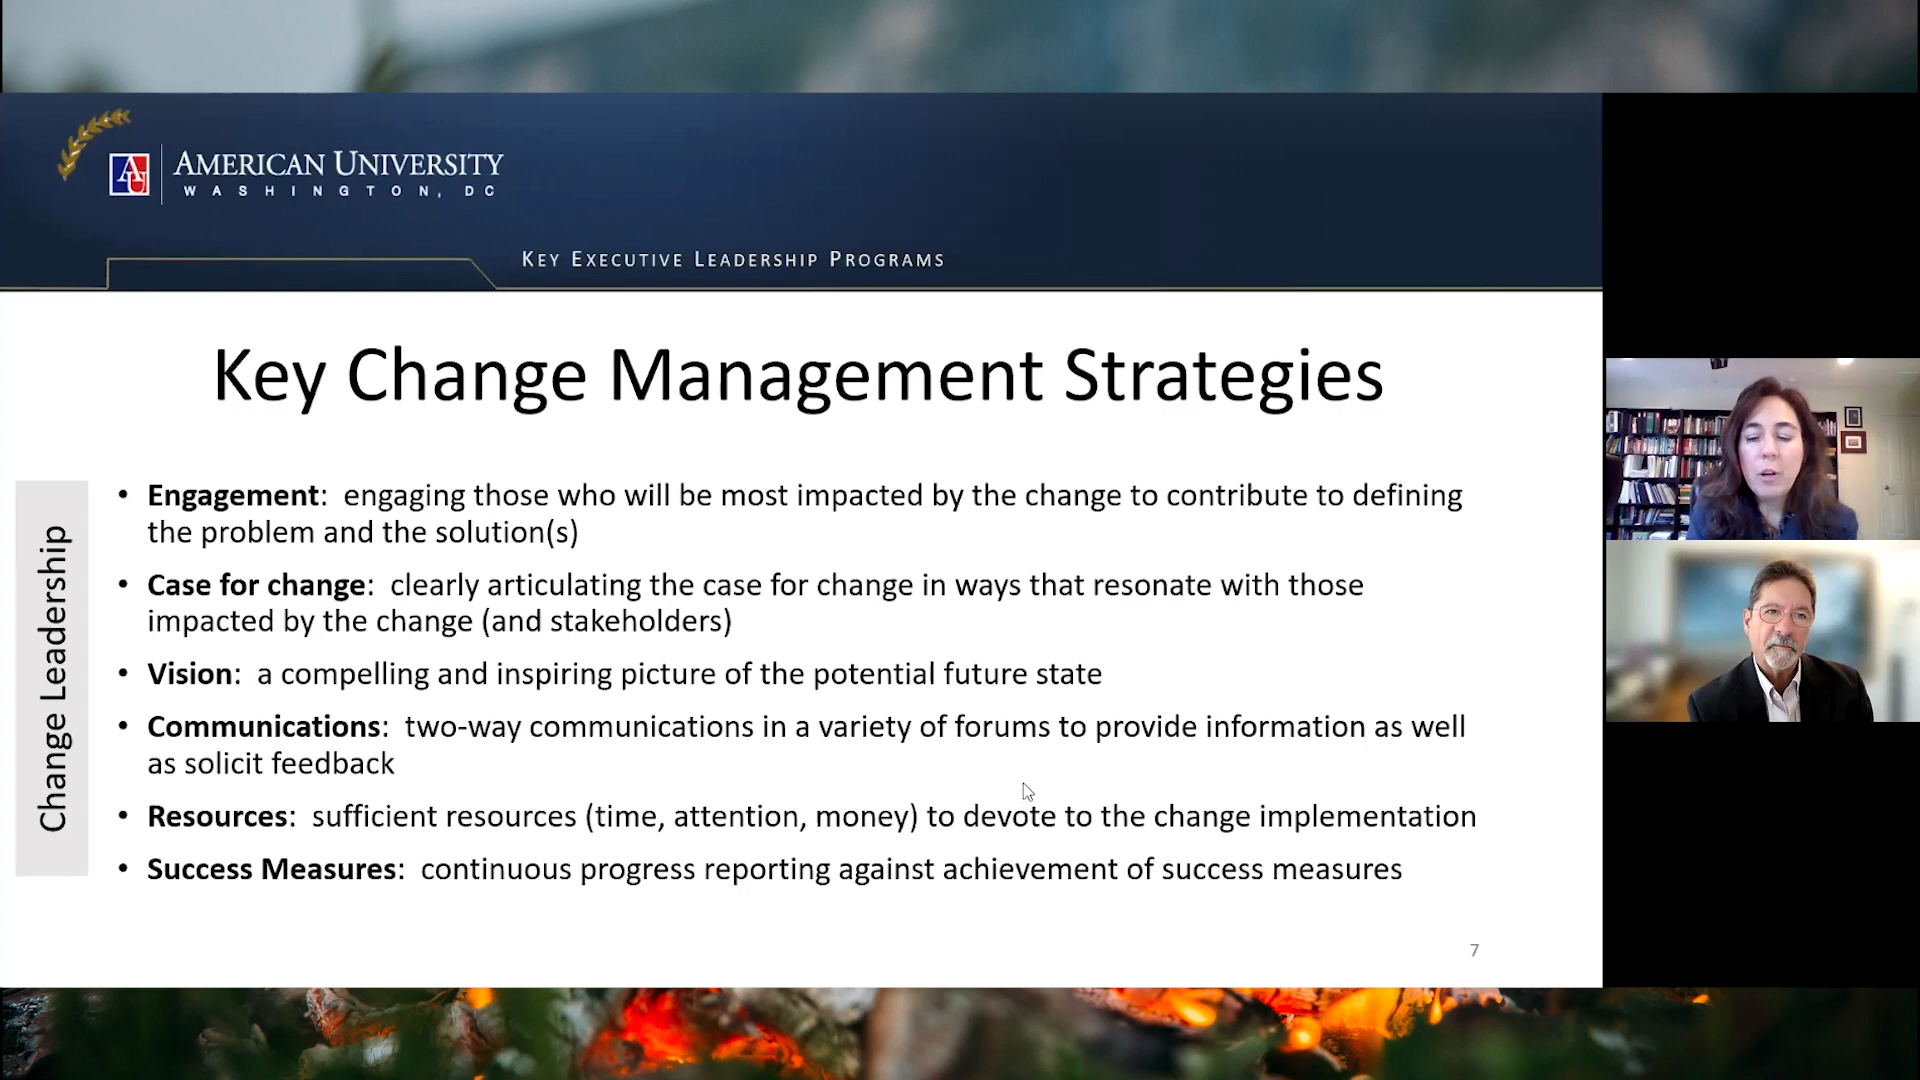 AU
AMERICAN UNIVERSITY
WASHINGTON, DC
KEY EXECUTIVE LEADERSHIP PROGRAMS
Key Change Management Strategies
Change Leadership
• Engagement: engaging those who will be most impacted by the change to contribute to defining
the problem and the solution(s)
• Case for change: clearly articulating the case for change in ways that resonate with those
impacted by the change (and stakeholders)
• Vision: a compelling and inspiring picture of the potential future state
• Communications: two-way communications in a variety of forums to provide information as well
as solicit feedback
• Resources: sufficient resources (time, attention, money) to devote to the change implementation
• Success Measures: continuous progress reporting against achievement of success measures
7